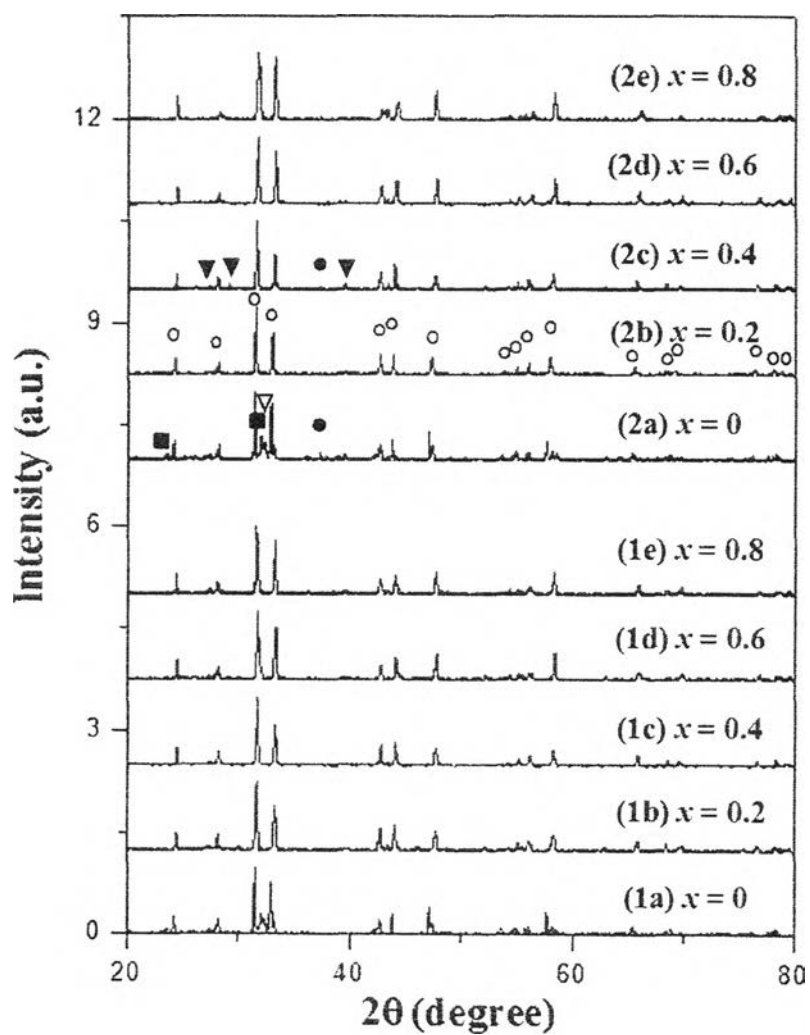 (2e) x = 0.8
12
(2d) x = 0.6
(2c) x = 0.4
9
(2b) x = 0.2
(2a) x = 0
6
(1e) x = 0.8
(1d) x = 0.6
3
(1c) x = 0.4
(1b) x = 0.2
(1a) x = 0
0
20
40
60
80
2θ (degree)
Intensity (a.u.)